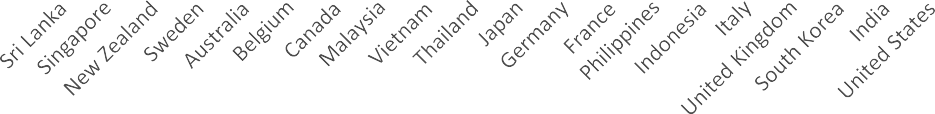 Sri Lanka
Singapore
New Zealand
Sweden
Australia
Belgium
Canada
Malaysia
Vietnam
Thailand
Japan
Germany
France
Philippines
Indonesia
Italy
United Kingdom
South Korea
India
United States